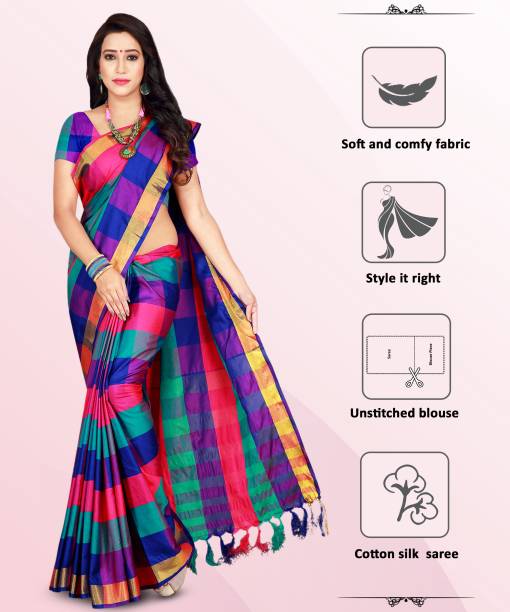 Soft and comfy fabric
Style it right
Saree
Blouse Piece
Unstitched blouse
Cotton silk saree